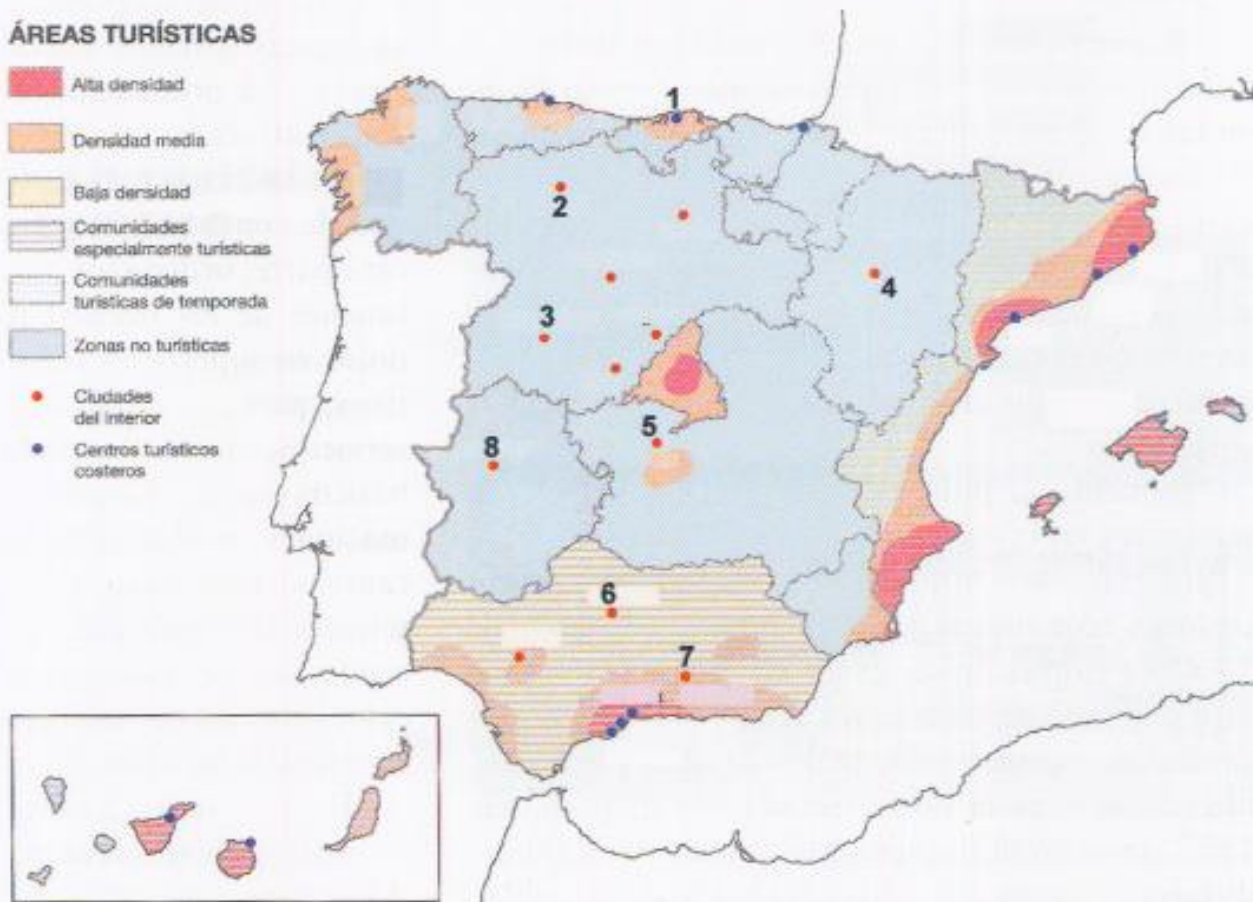 ÁREAS TURÍSTICAS
Alta densidad
Densidad media
Baja densidad
Comunidades
especialmente turísticas
Comunidades
turísticas de temporada
Zonas no turísticas
Ciudades
del interior
Centros turísticos
costeros
1
2
3
4
5
8
6
7